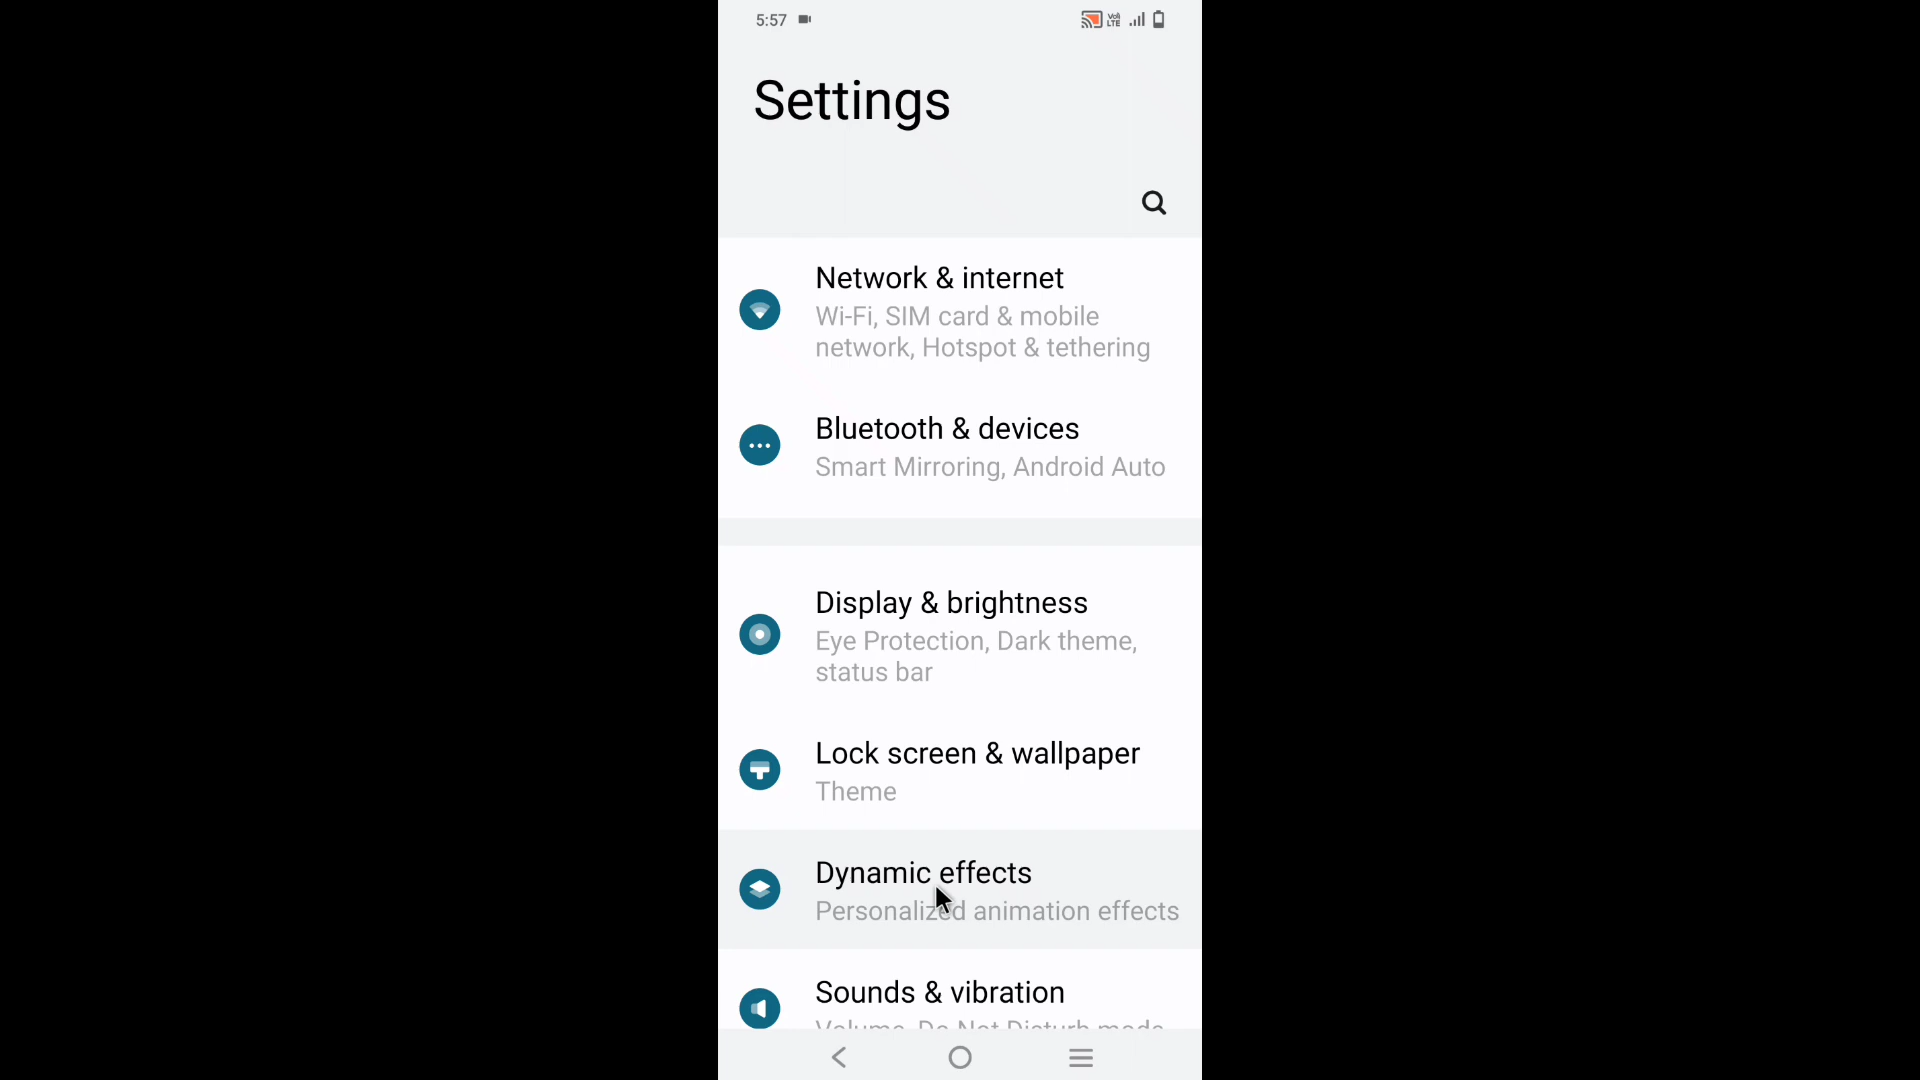 5:57
Vo) LTE
Settings
Network & internet
Wi-Fi, SIM card & mobile
network, Hotspot & tethering
Bluetooth & devices
Smart Mirroring, Android Auto
Display & brightness
Eye Protection, Dark theme,
status bar
Lock screen & wallpaper
Theme
Dynamic effects
Personalized animation effects
Sounds & vibration
Volume, Do Not Disturb mode